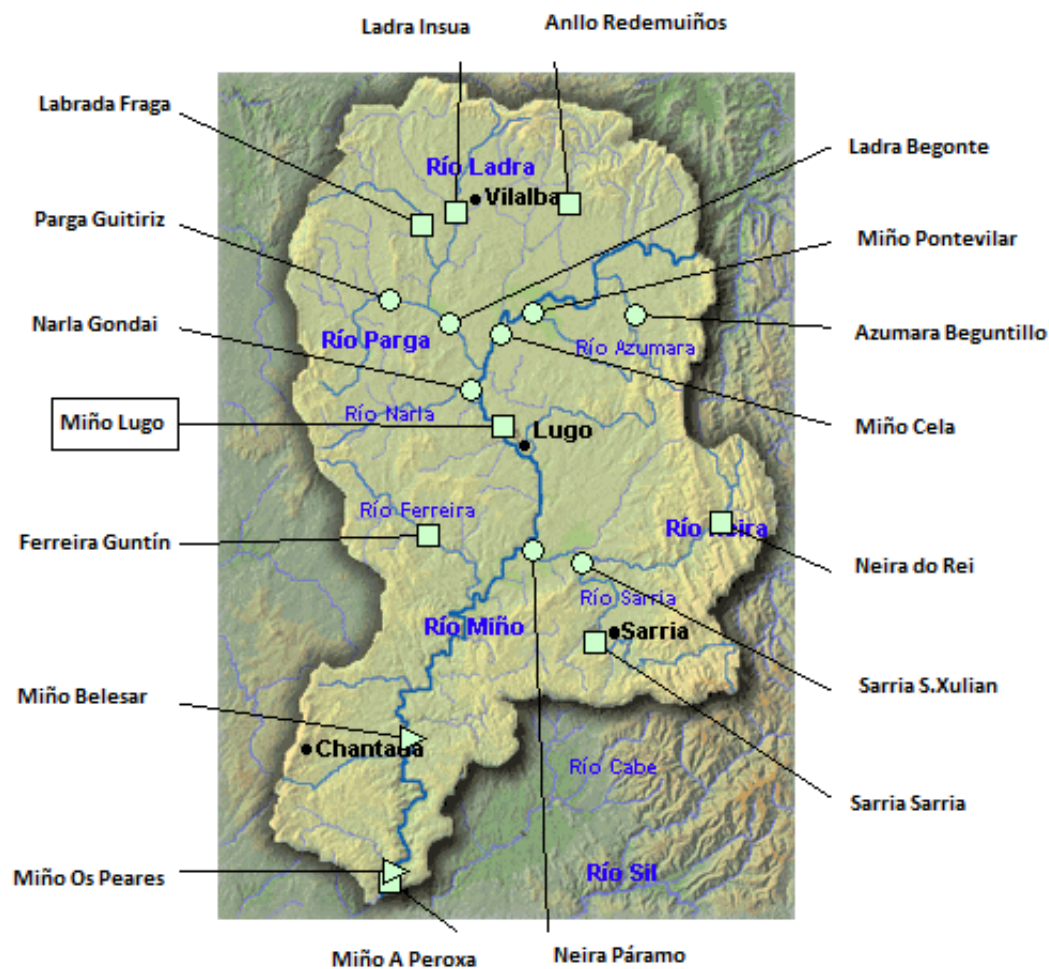 Ladra Insua
Anllo Redemuiños
Labrada Fraga
Ladra Begonte
Río Ladra
Vilalba
Parga Guitiriz
Miño Pontevilar
Narla Gondai
Río Parga
Río Azumara
Azumara Beguntillo
Río Narla
Miño Lugo
Lugo
Miño Cela
Río Ferreira
Río Neira
Ferreira Guntín
Neira do Rei
Río Sarria
Río Miño
Sarria
Sarria S.Xulian
Miño Belesar
Chantada
Río Cabe
Sarria Sarria
Río Sil
Miño Os Peares
Miño A Peroxa
Neira Páramo